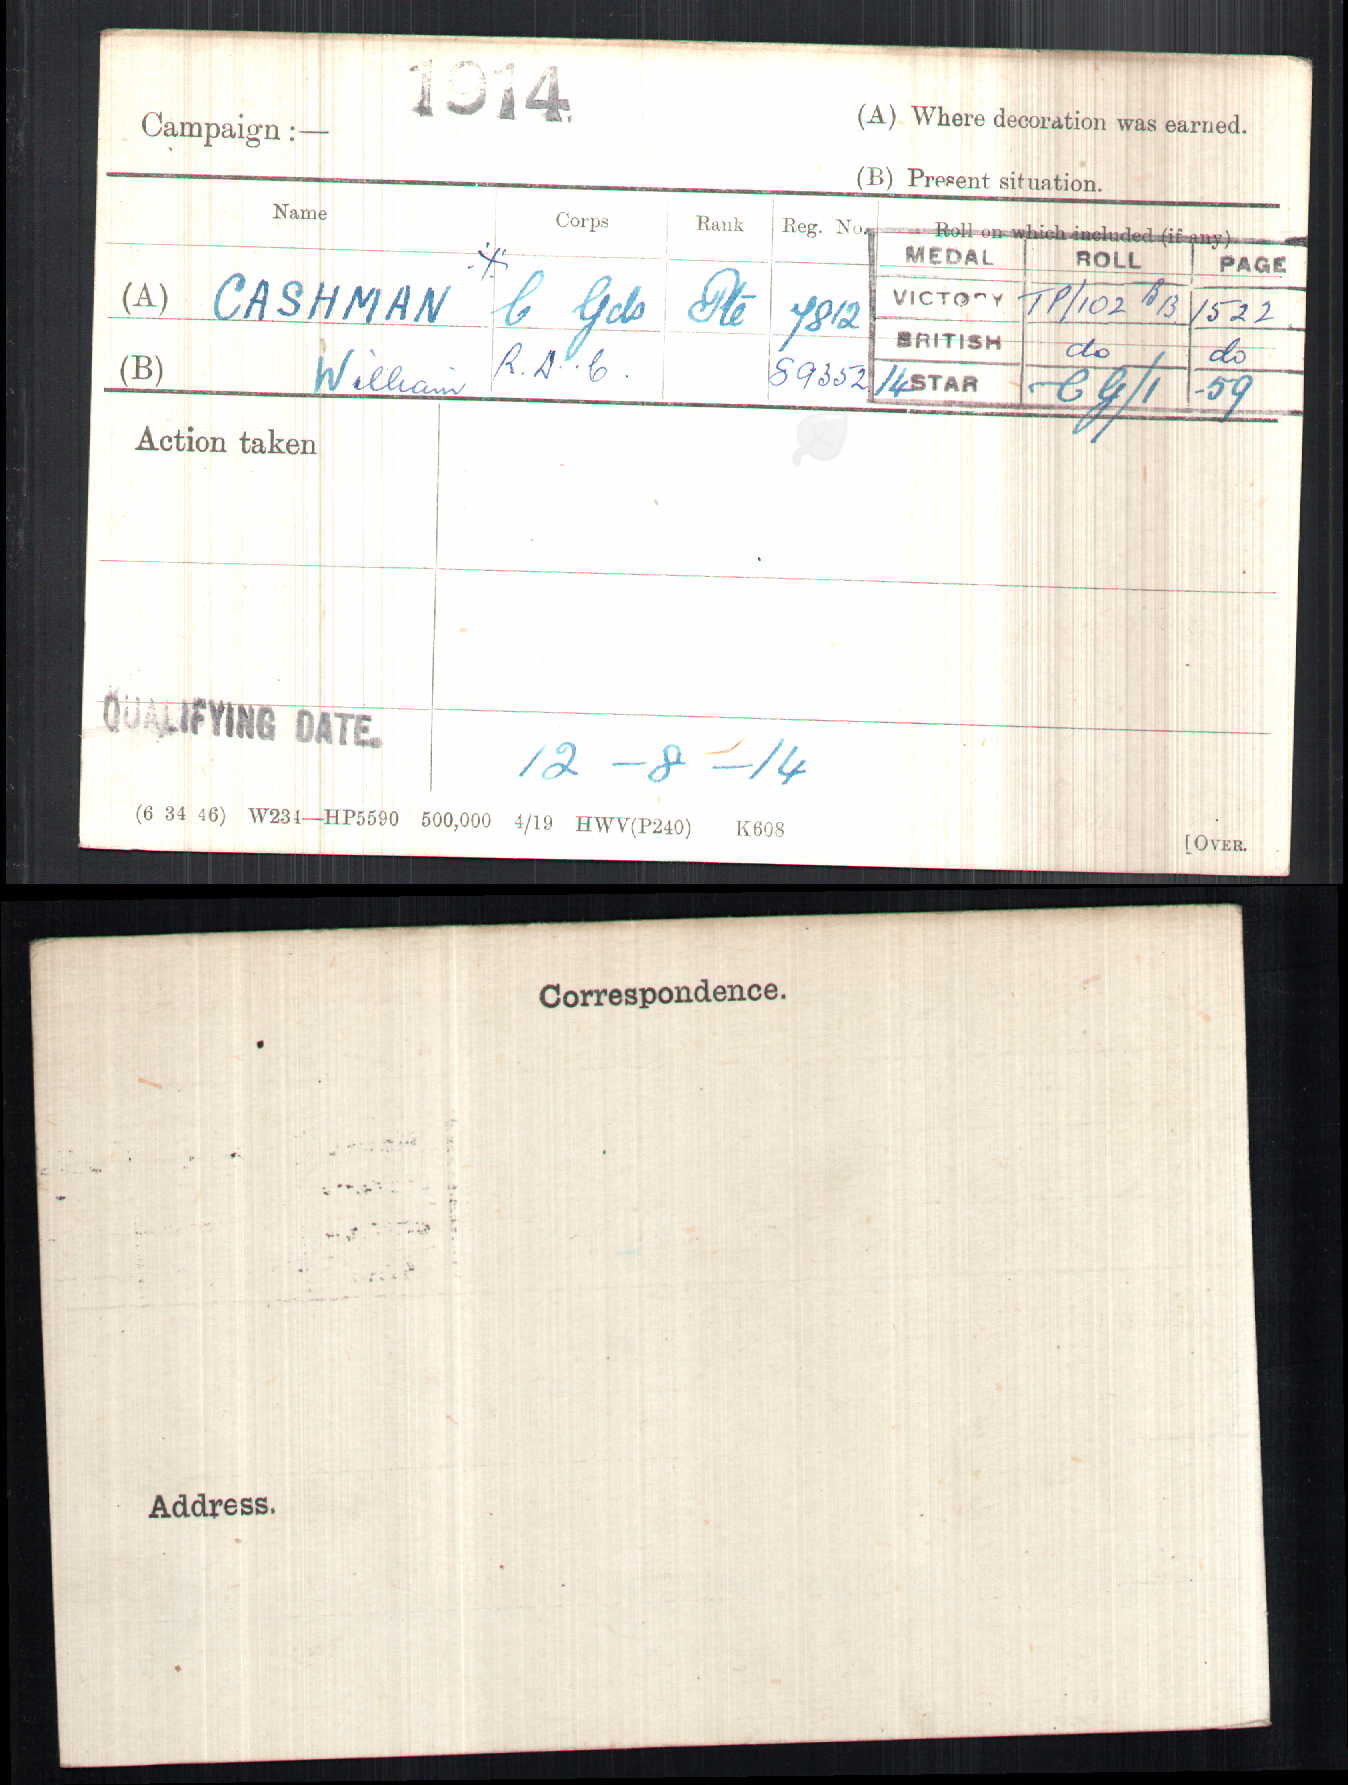 1914.
Campaign :—
(A) Where decoration was earned.
(B) Present situation.
Name Corps Rank Reg. No. Roll on which included (if any)
MEDAL ROLL PAGE
(A) CASHMAN C Gds Pte 7812 VICTORY TP/102 B 1522
BRITISH do do
(B) William R.D.C. 89352 14 STAR C G/1 59
Action taken
QUALIFYING DATE.
12 - 8 - 14
(6 34 46) W234—HP5590 500,000 4/19 HWV(P240) K608
[OVER.
Correspondence.
Address.